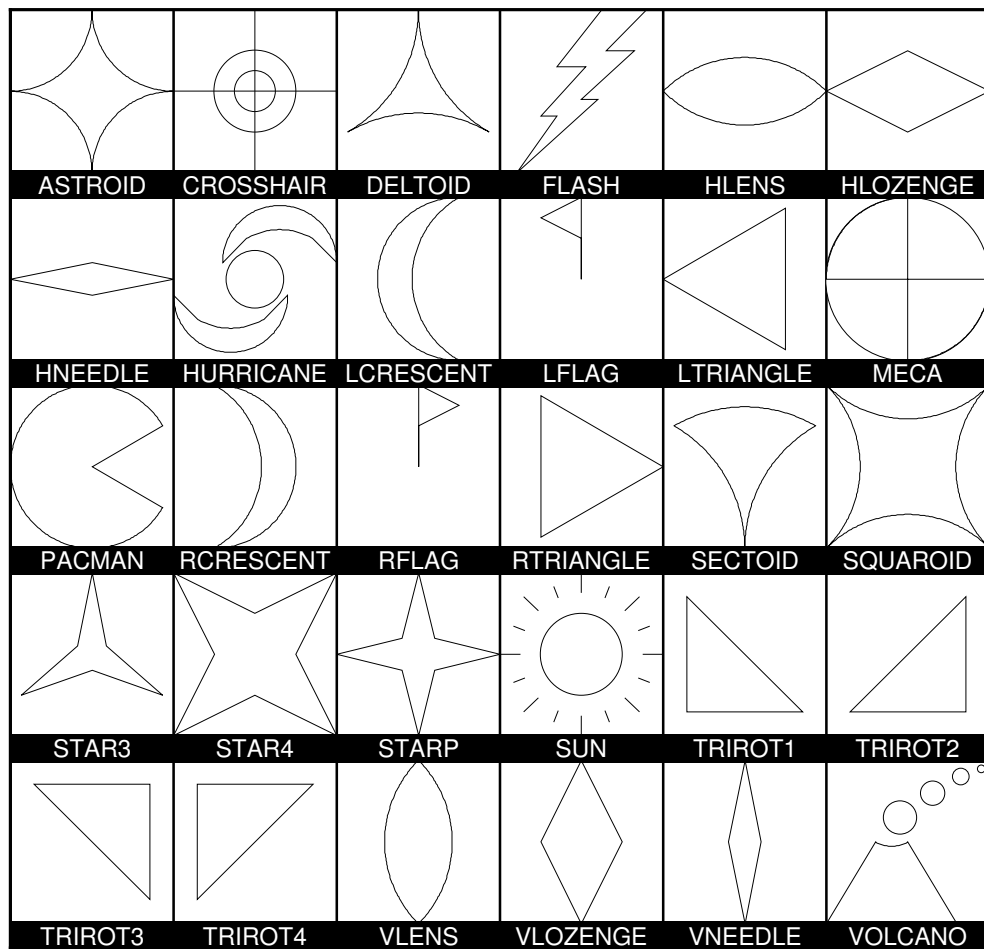 ASTROID CROSSHAIR DELTOID FLASH HLENS HLOZENGE
HNEEDLE HURRICANE LCRESCENT LFLAG LTRIANGLE MECA
PACMAN RCRESCENT RFLAG RTRIANGLE SECTOID SQUAROID
STAR3 STAR4 STARP SUN TRIROT1 TRIROT2
TRIROT3 TRIROT4 VLENS VLOZENGE VNEEDLE VOLCANO